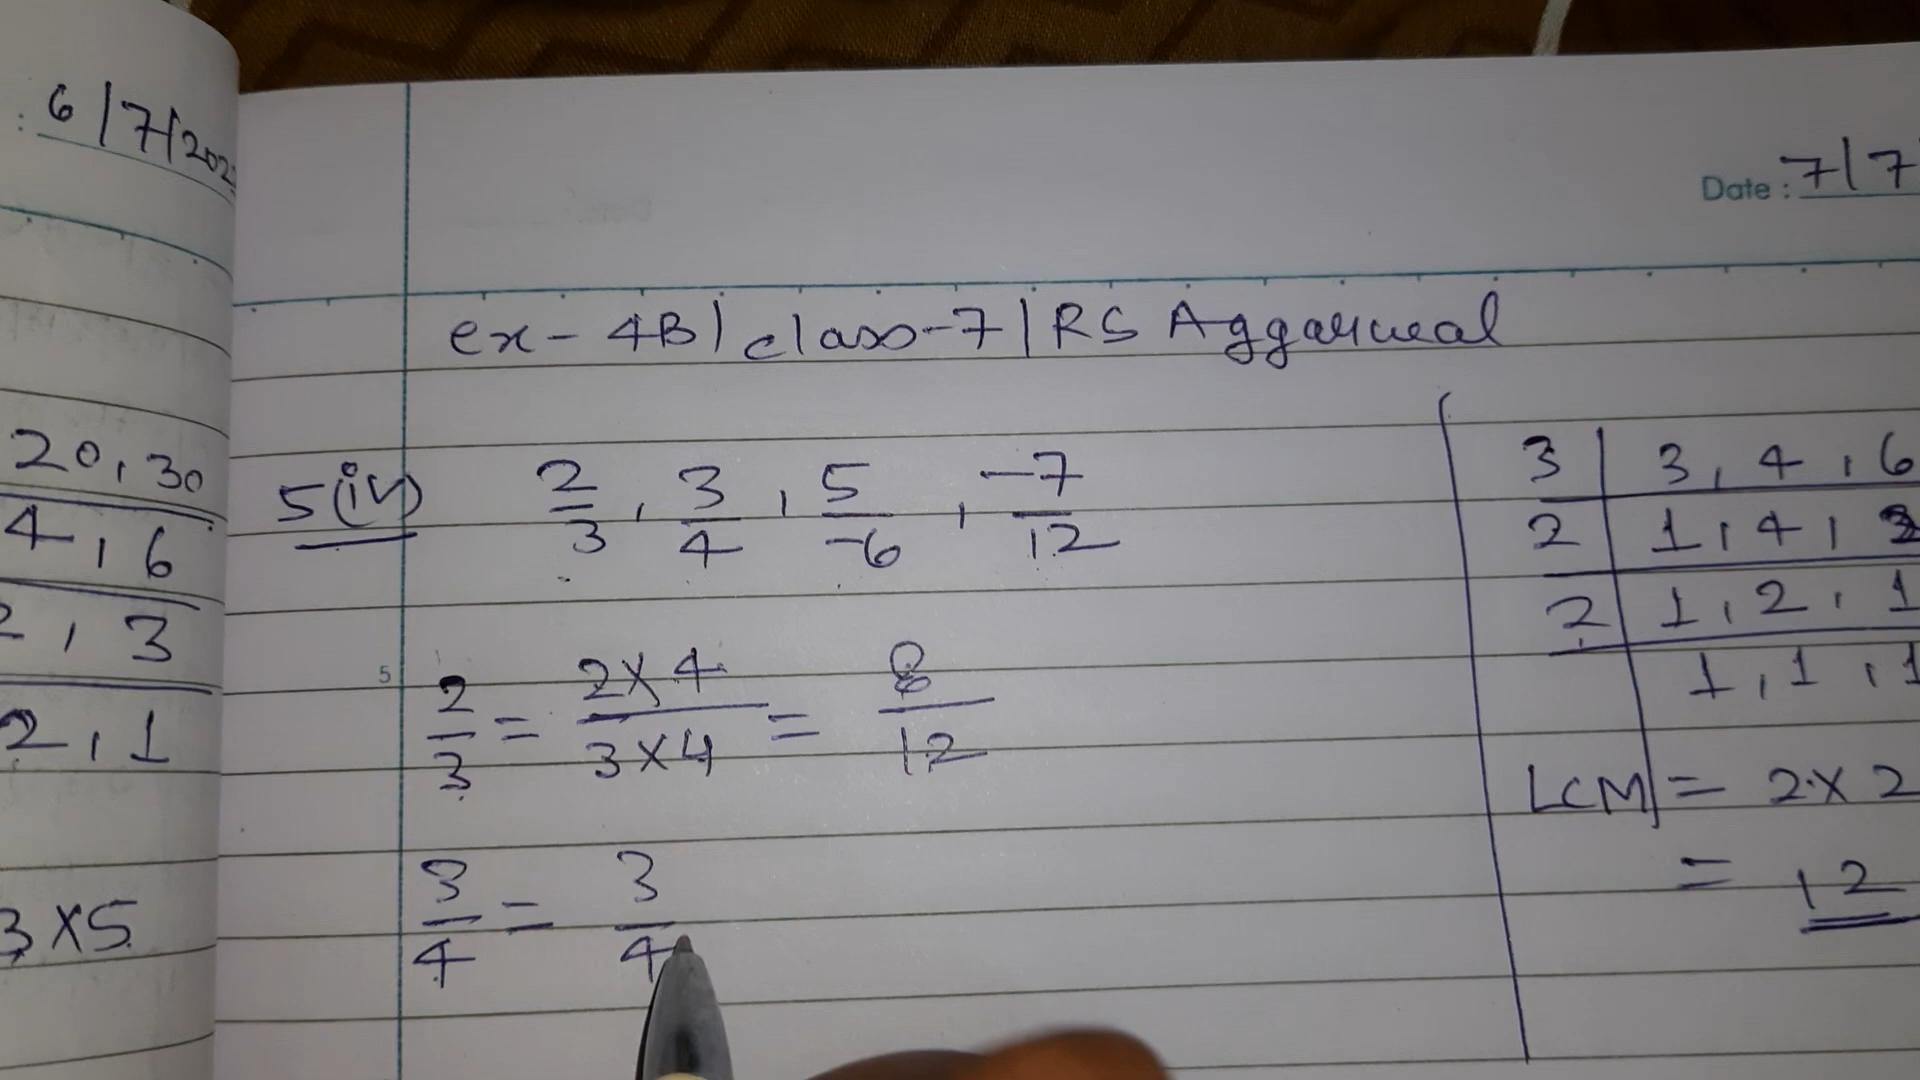 6/7/202
20, 30
4, 6
2, 3
2, 1
3×5
Date: 7/7
ex-4B | class-7 | RS Aggarwal
5(iv) 2/3, 3/4, 5/-6, -7/12
5
2/3 = 2×4/3×4 = 8/12
3/4 = 3/4
3 | 3, 4, 6
2 | 1, 4, 2
2 | 1, 2, 1
1, 1, 1
LCM = 2×2
= 12